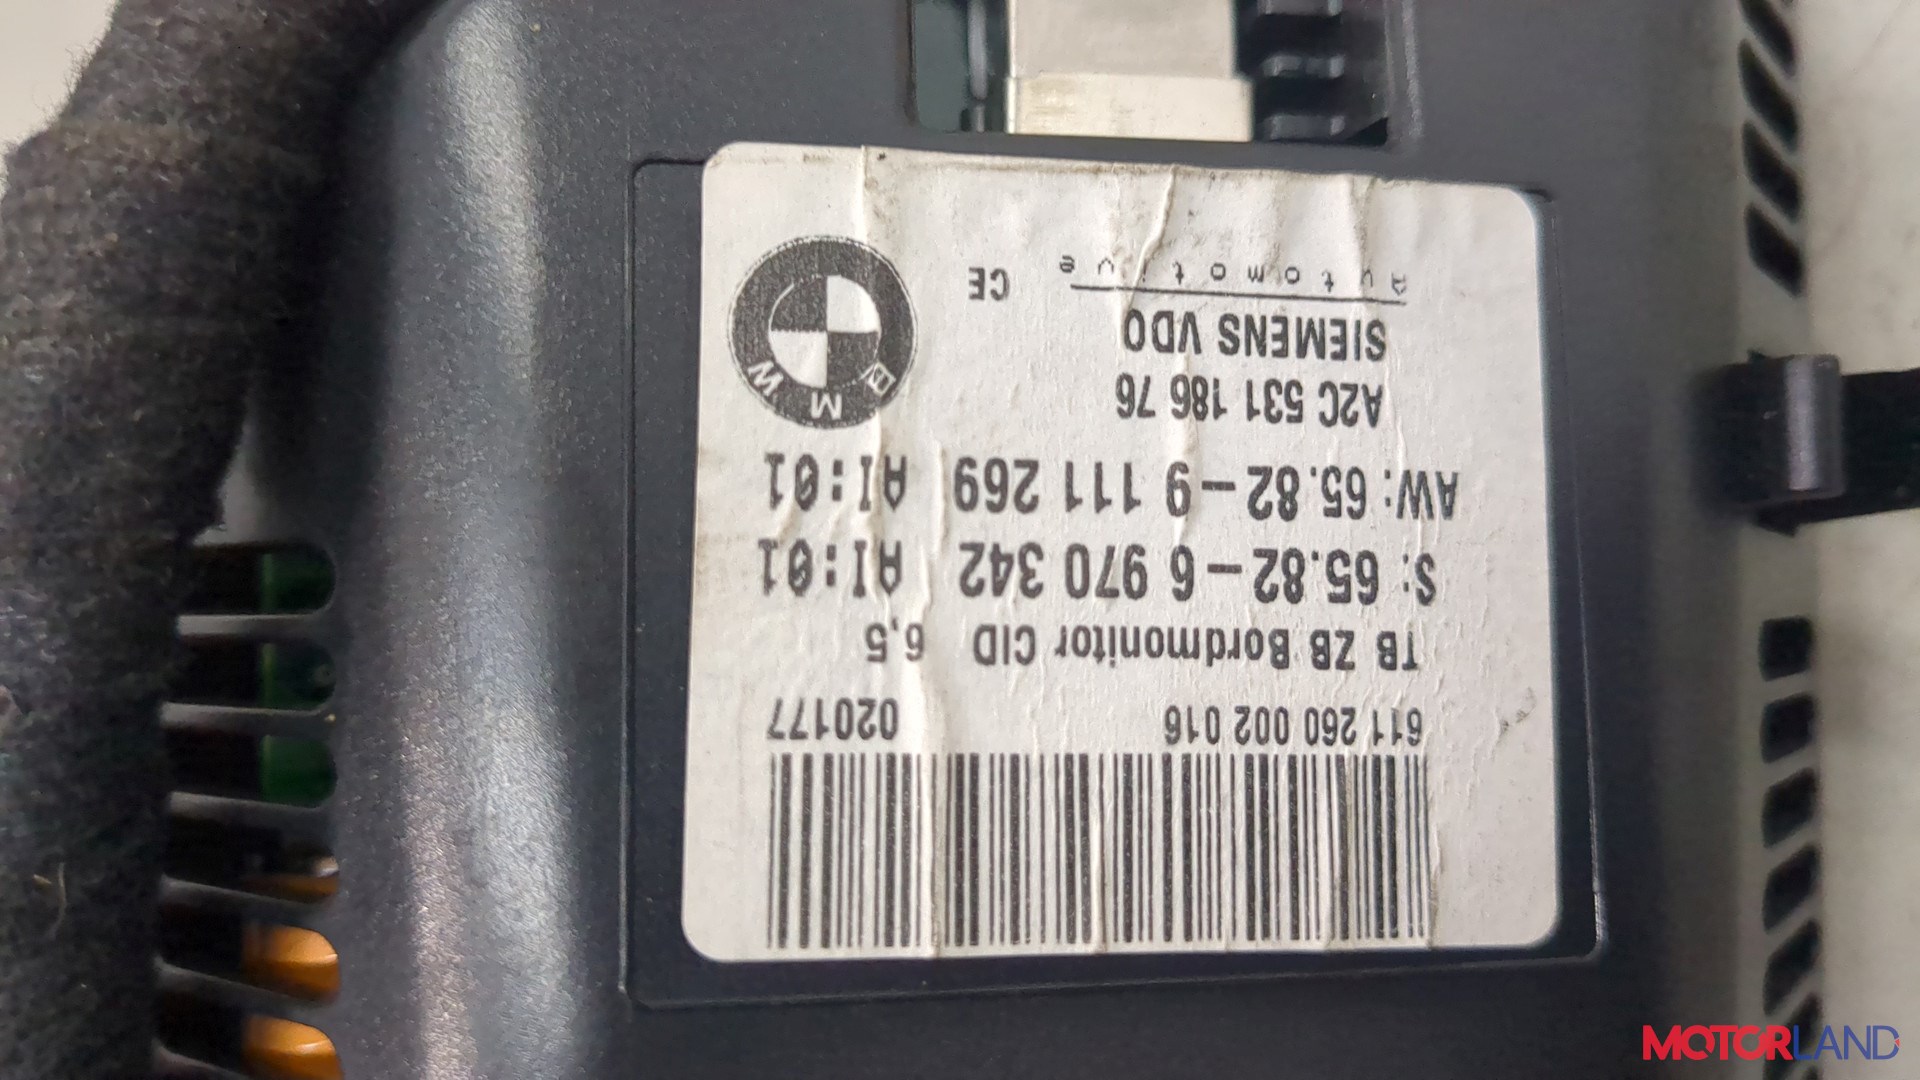 611 260 002 016 020177
TB ZB Bordmonitor CID 6,5
S: 65.82-6 970 342 AI:01
AW: 65.82-9 111 269 AI:01
A2C 531 186 76
SIEMENS VDO
automotive
CE
BMW
MOTORLAND